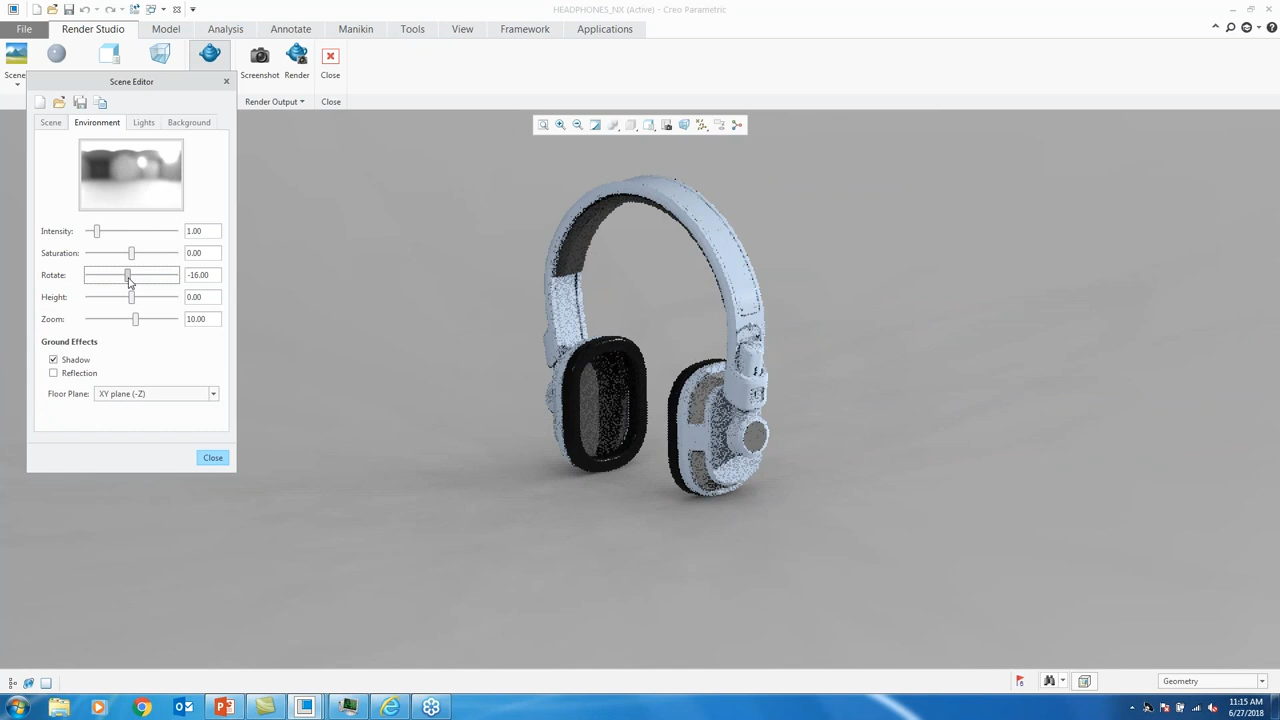 HEADPHONES_NX (Active) - Creo Parametric
File Render Studio Model Analysis Annotate Manikin Tools View Framework Applications
Scene Screenshot Render Close
Render Output Close
Scene Editor
Scene Environment Lights Background
Intensity: 1.00
Saturation: 0.00
Rotate: -16.00
Height: 0.00
Zoom: 10.00
Ground Effects
Shadow
Reflection
Floor Plane: XY plane (-Z)
Close
6
Geometry
11:15 AM
6/27/2018